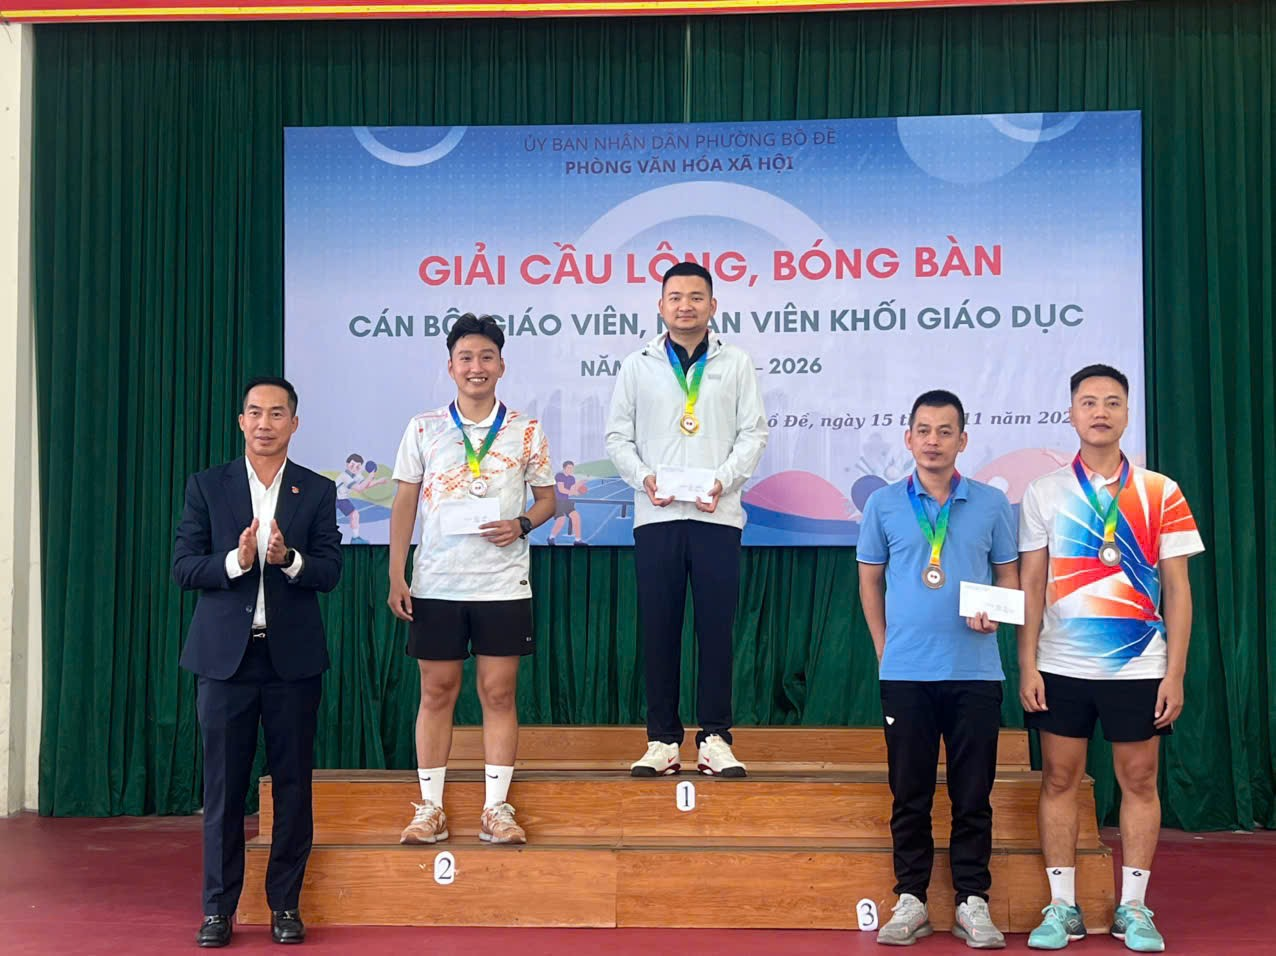 ỦY BAN NHÂN DÂN PHƯỜNG BỒ ĐỀ
PHÒNG VĂN HÓA XÃ HỘI
GIẢI CẦU LÔNG, BÓNG BÀN
CÁN BỘ GIÁO VIÊN, VIÊN KHỐI GIÁO DỤC
NĂM - 2026
Đề, ngày 15 11 năm
1
2
3